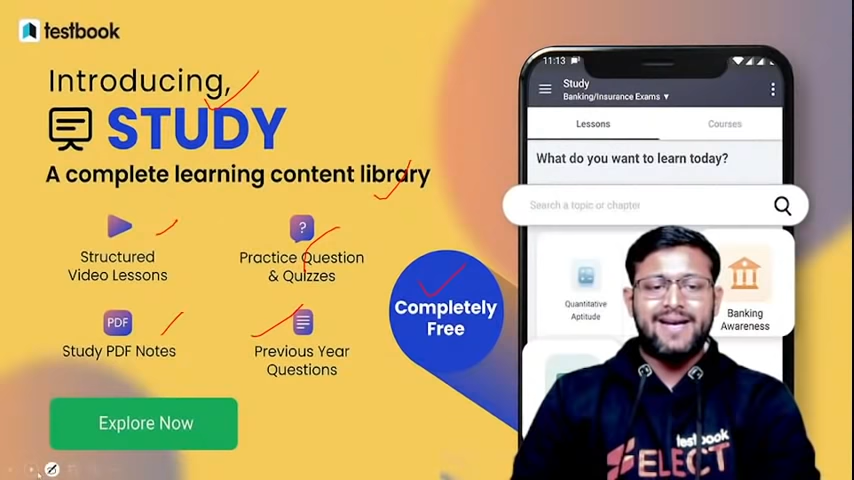 testbook
Introducing,
STUDY
A complete learning content library
Structured
Video Lessons
?
Practice Question
& Quizzes
PDF
Study PDF Notes
Previous Year
Questions
Completely
Free
Explore Now
11:13
Study
Banking/Insurance Exams ▼
Lessons
Courses
What do you want to learn today?
Search a topic or chapter
Quantitative
Aptitude
Banking
Awareness
testbook
SELECT